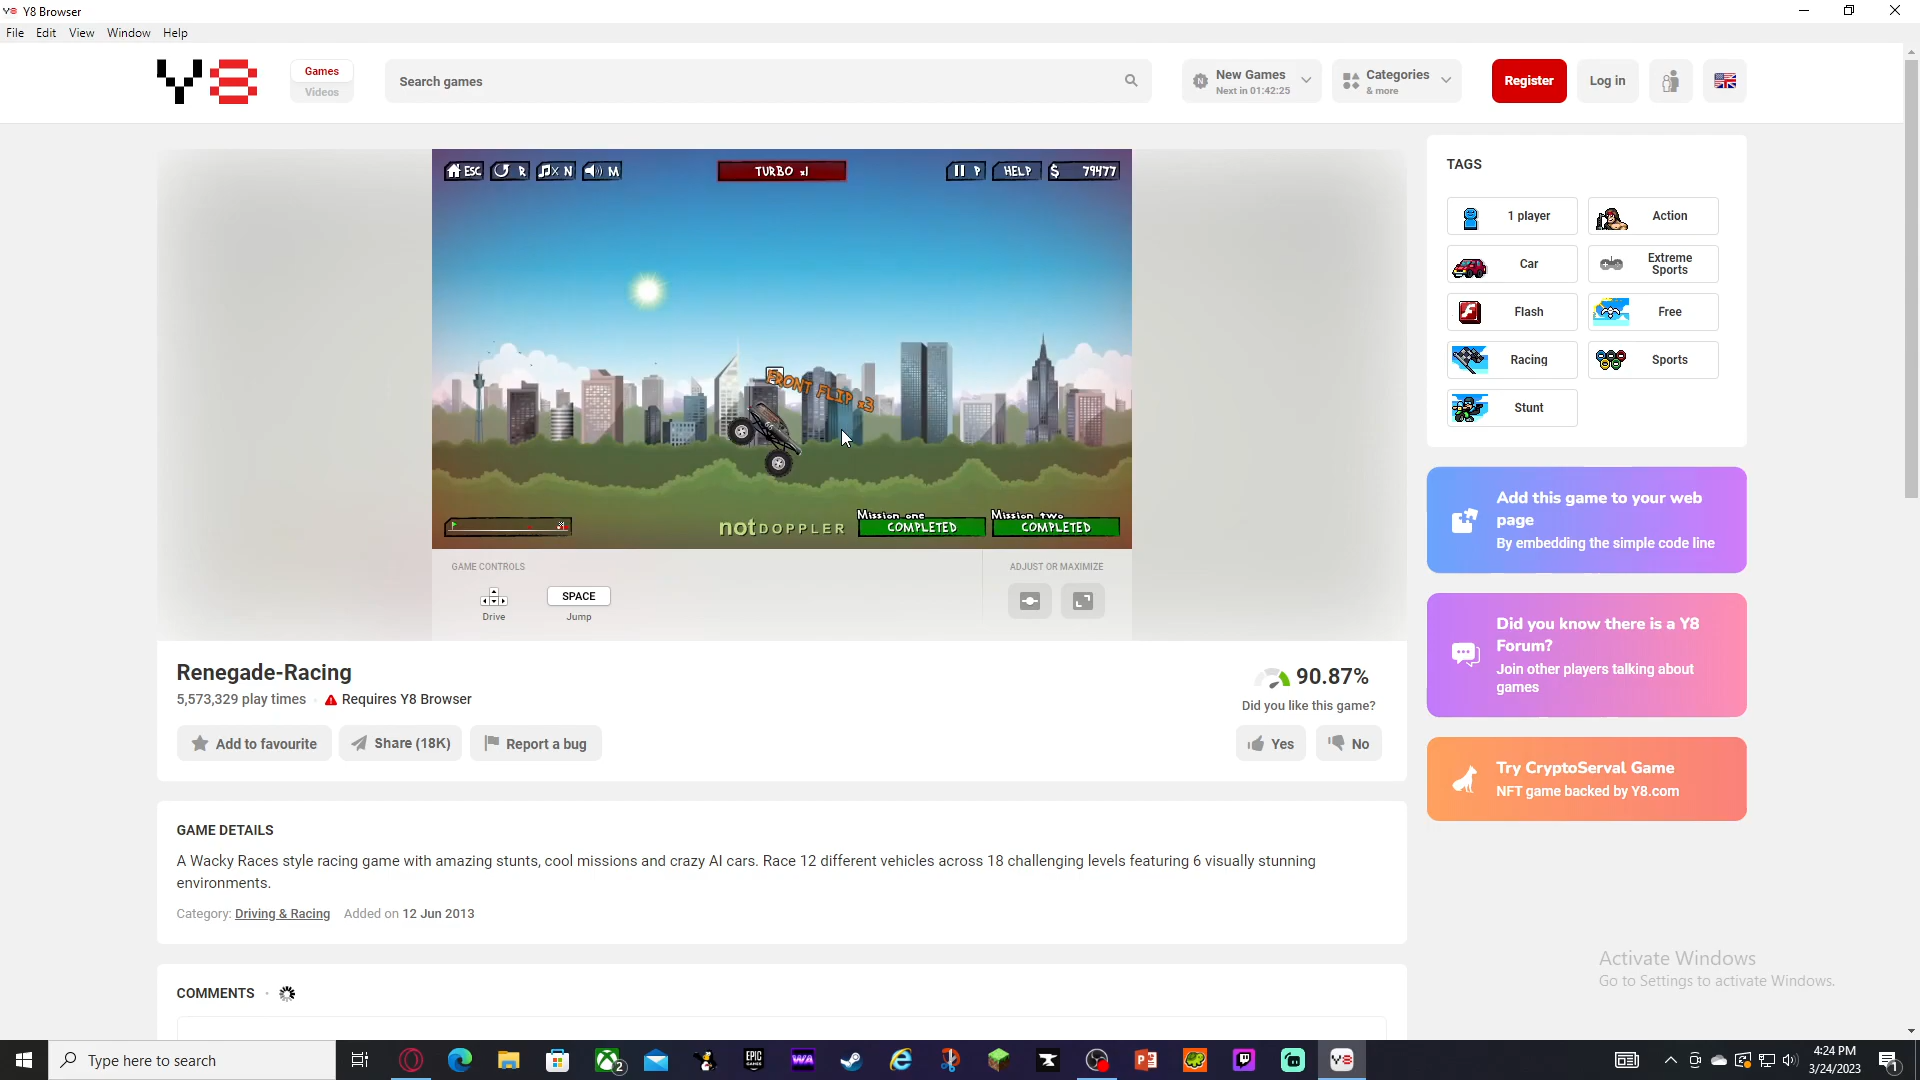 Y8 Browser
File Edit View Window Help
Y8
Games
Videos
Search games
New Games
Next in 01:42:25
Categories
& more
Register
Log in
ESC R N M
TURBO x1
P HELP $ 79477
FRONT FLIP x3
notDOPPLER
Mission one
COMPLETED
Mission two
COMPLETED
GAME CONTROLS
Drive
SPACE
Jump
ADJUST OR MAXIMIZE
Renegade-Racing
5,573,329 play times · Requires Y8 Browser
Add to favourite
Share (18K)
Report a bug
90.87%
Did you like this game?
Yes
No
GAME DETAILS
A Wacky Races style racing game with amazing stunts, cool missions and crazy AI cars. Race 12 different vehicles across 18 challenging levels featuring 6 visually stunning
environments.
Category: Driving & Racing Added on 12 Jun 2013
COMMENTS ·
TAGS
1 player
Action
Car
Extreme
Sports
Flash
Free
Racing
Sports
Stunt
Add this game to your web
page
By embedding the simple code line
Did you know there is a Y8
Forum?
Join other players talking about
games
Try CryptoServal Game
NFT game backed by Y8.com
Activate Windows
Go to Settings to activate Windows.
Type here to search
2
EPIC
GAMES
WA
4:24 PM
3/24/2023
1